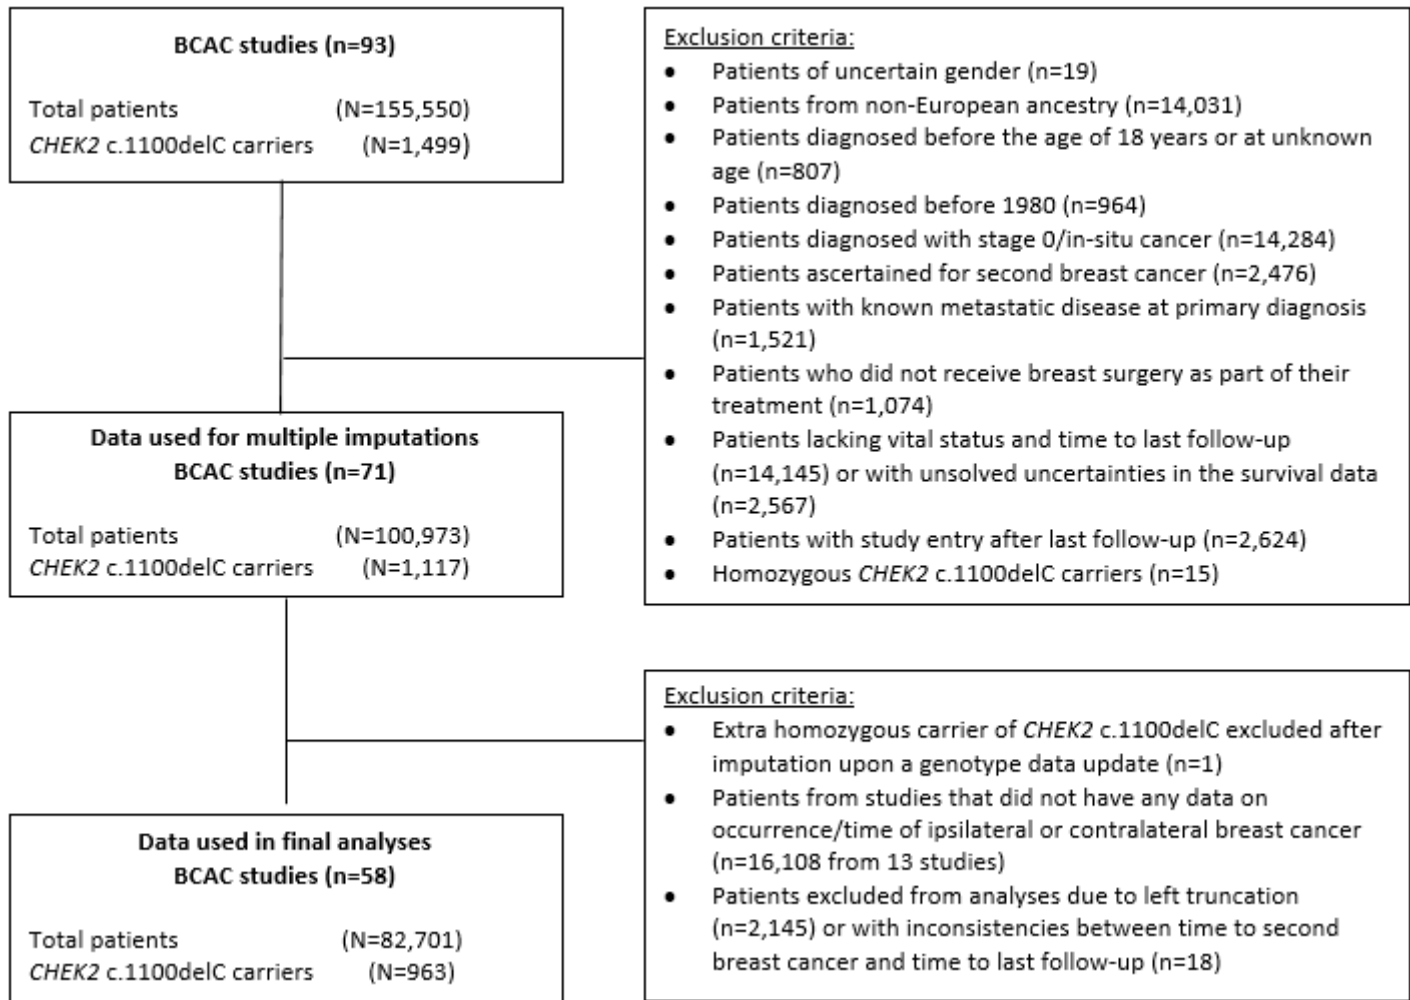 BCAC studies (n=93)
Total patients (N=155,550)
CHEK2 c.1100delC carriers (N=1,499)
Exclusion criteria:
• Patients of uncertain gender (n=19)
• Patients from non-European ancestry (n=14,031)
• Patients diagnosed before the age of 18 years or at unknown
age (n=807)
• Patients diagnosed before 1980 (n=964)
• Patients diagnosed with stage 0/in-situ cancer (n=14,284)
• Patients ascertained for second breast cancer (n=2,476)
• Patients with known metastatic disease at primary diagnosis
(n=1,521)
• Patients who did not receive breast surgery as part of their
treatment (n=1,074)
• Patients lacking vital status and time to last follow-up
(n=14,145) or with unsolved uncertainties in the survival data
(n=2,567)
• Patients with study entry after last follow-up (n=2,624)
• Homozygous CHEK2 c.1100delC carriers (n=15)
Data used for multiple imputations
BCAC studies (n=71)
Total patients (N=100,973)
CHEK2 c.1100delC carriers (N=1,117)
Exclusion criteria:
• Extra homozygous carrier of CHEK2 c.1100delC excluded after
imputation upon a genotype data update (n=1)
• Patients from studies that did not have any data on
occurrence/time of ipsilateral or contralateral breast cancer
(n=16,108 from 13 studies)
• Patients excluded from analyses due to left truncation
(n=2,145) or with inconsistencies between time to second
breast cancer and time to last follow-up (n=18)
Data used in final analyses
BCAC studies (n=58)
Total patients (N=82,701)
CHEK2 c.1100delC carriers (N=963)